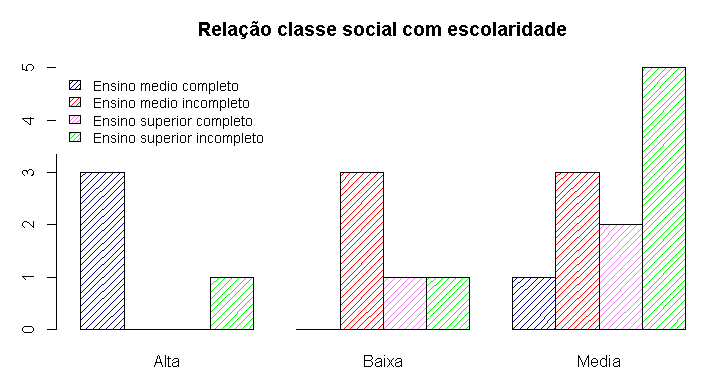 Relação classe social com escolaridade
5
4
3
2
1
0
Ensino medio completo
Ensino medio incompleto
Ensino superior completo
Ensino superior incompleto
Alta
Baixa
Media